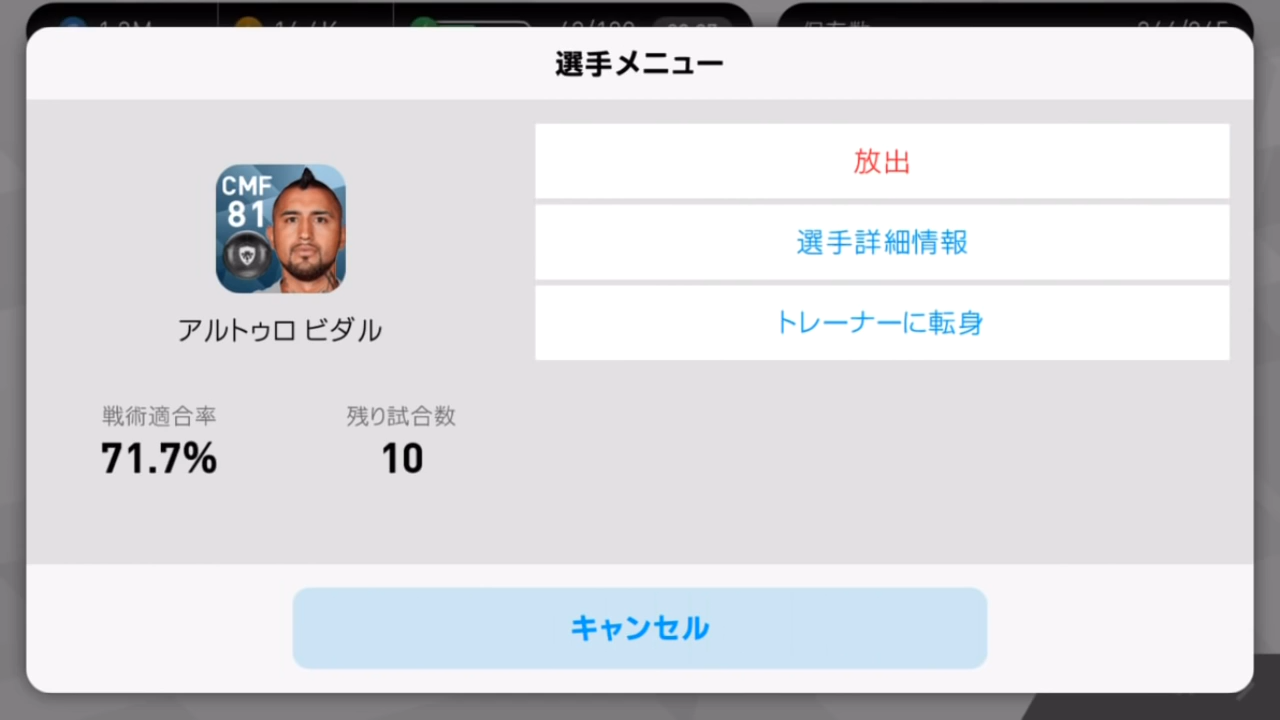 選手メニュー
CMF
81
アルトゥロ ビダル
戦術適合率
71.7%
残り試合数
10
放出
選手詳細情報
トレーナーに転身
キャンセル